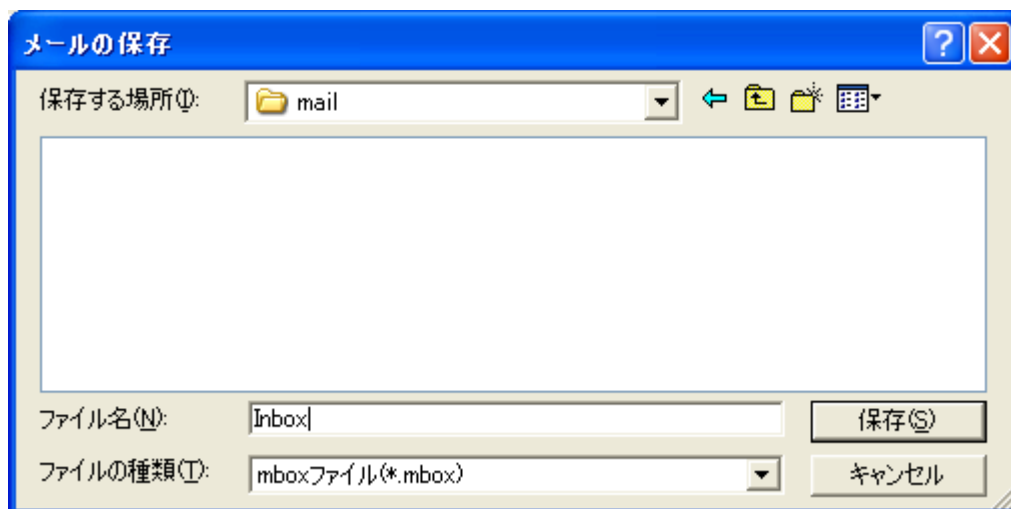 メールの保存
保存する場所(I):
mail
ファイル名(N):
Inbox
保存(S)
ファイルの種類(T):
mboxファイル(*.mbox)
キャンセル